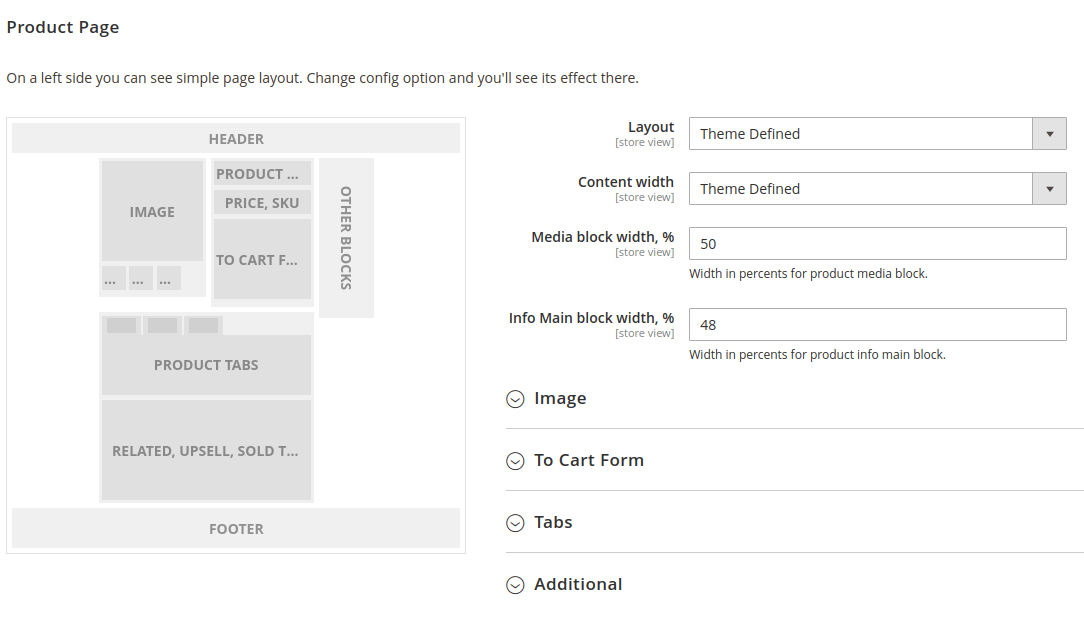 Product Page
On a left side you can see simple page layout. Change config option and you'll see its effect there.
HEADER
IMAGE
... ... ...
PRODUCT ...
PRICE, SKU
TO CART F...
OTHER BLOCKS
PRODUCT TABS
RELATED, UPSELL, SOLD T...
FOOTER
Layout
[store view]
Theme Defined
Content width
[store view]
Theme Defined
Media block width, %
[store view]
50
Width in percents for product media block.
Info Main block width, %
[store view]
48
Width in percents for product info main block.
Image
To Cart Form
Tabs
Additional